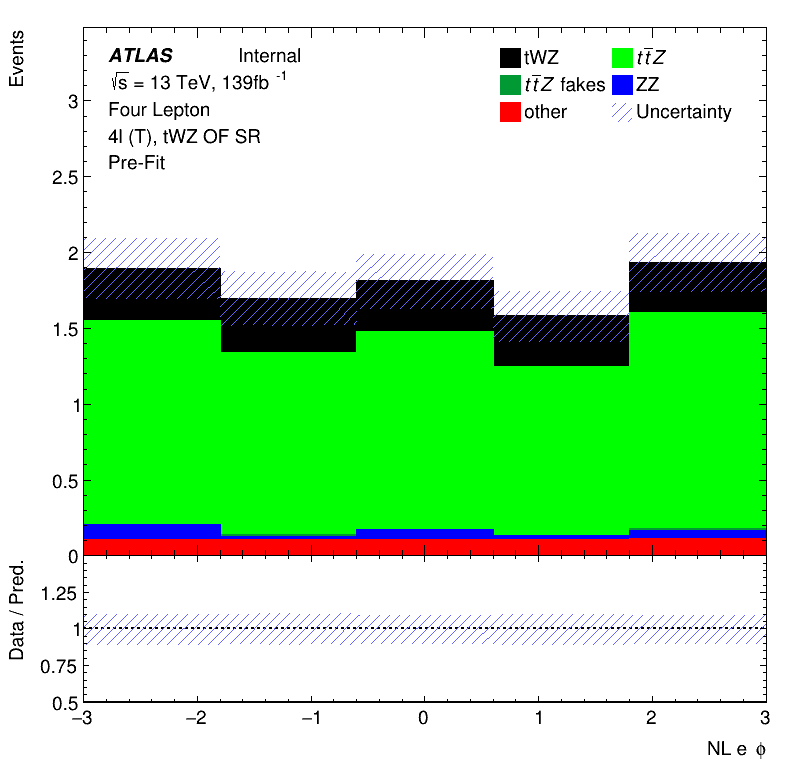 Events
ATLAS Internal
√s = 13 TeV, 139fb -1
Four Lepton
4l (T), tWZ OF SR
Pre-Fit
tWZ
tt̄Z
tt̄Z fakes
ZZ
other
Uncertainty
3
2.5
2
1.5
1
0.5
0
Data / Pred.
1.25
1
0.75
0.5
−3 −2 −1 0 1 2 3
NL e ϕ